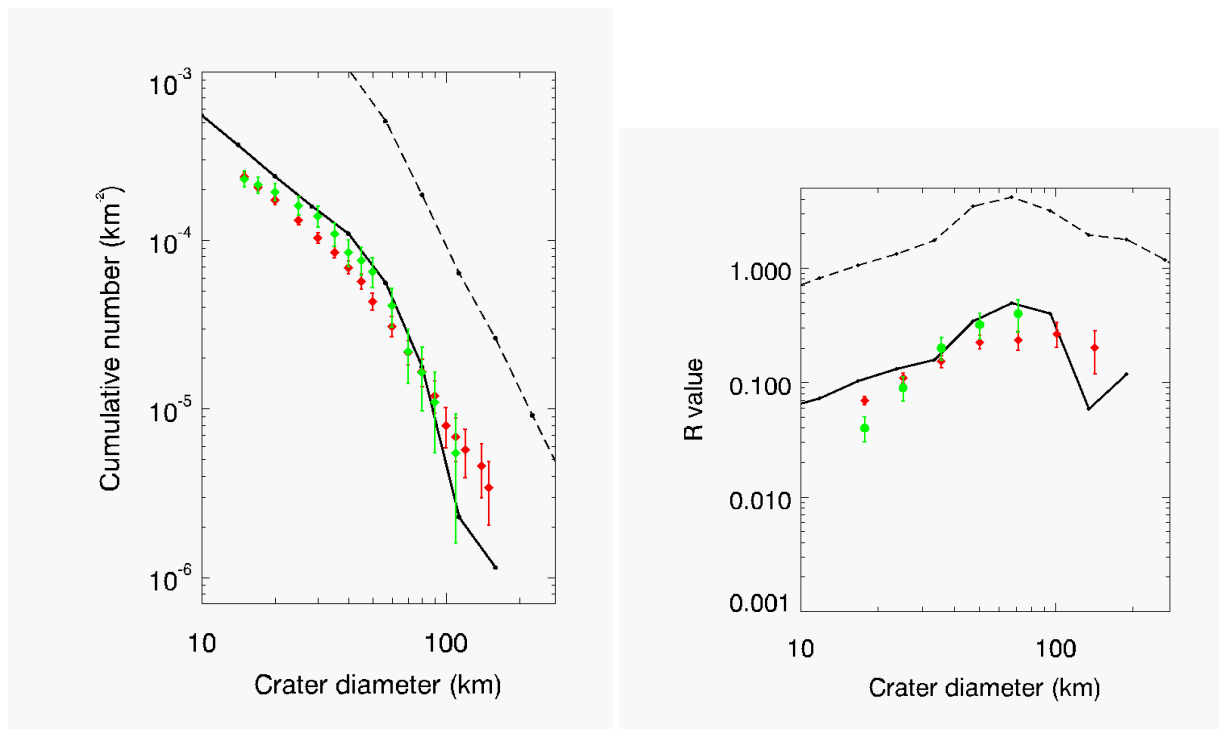 10⁻³
10⁻⁴
10⁻⁵
10⁻⁶
Cumulative number (km⁻²)
10 100
Crater diameter (km)
1.000
0.100
0.010
0.001
R value
10 100
Crater diameter (km)